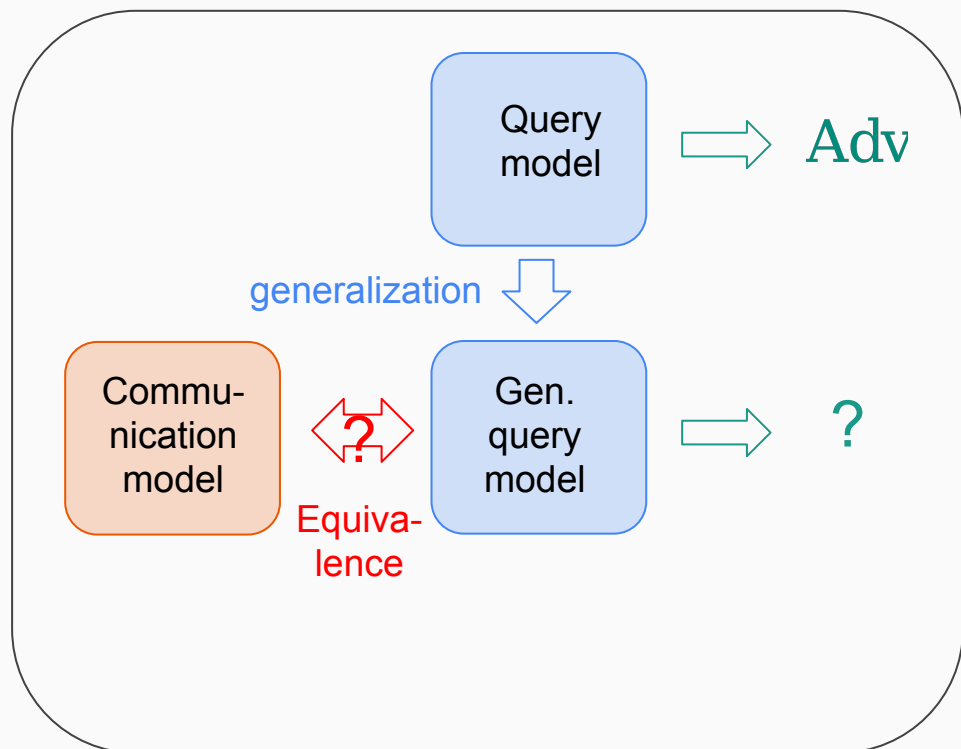 Query
model
Adv
generalization
Commu-
nication
model
?
Equiva-
lence
Gen.
query
model
?